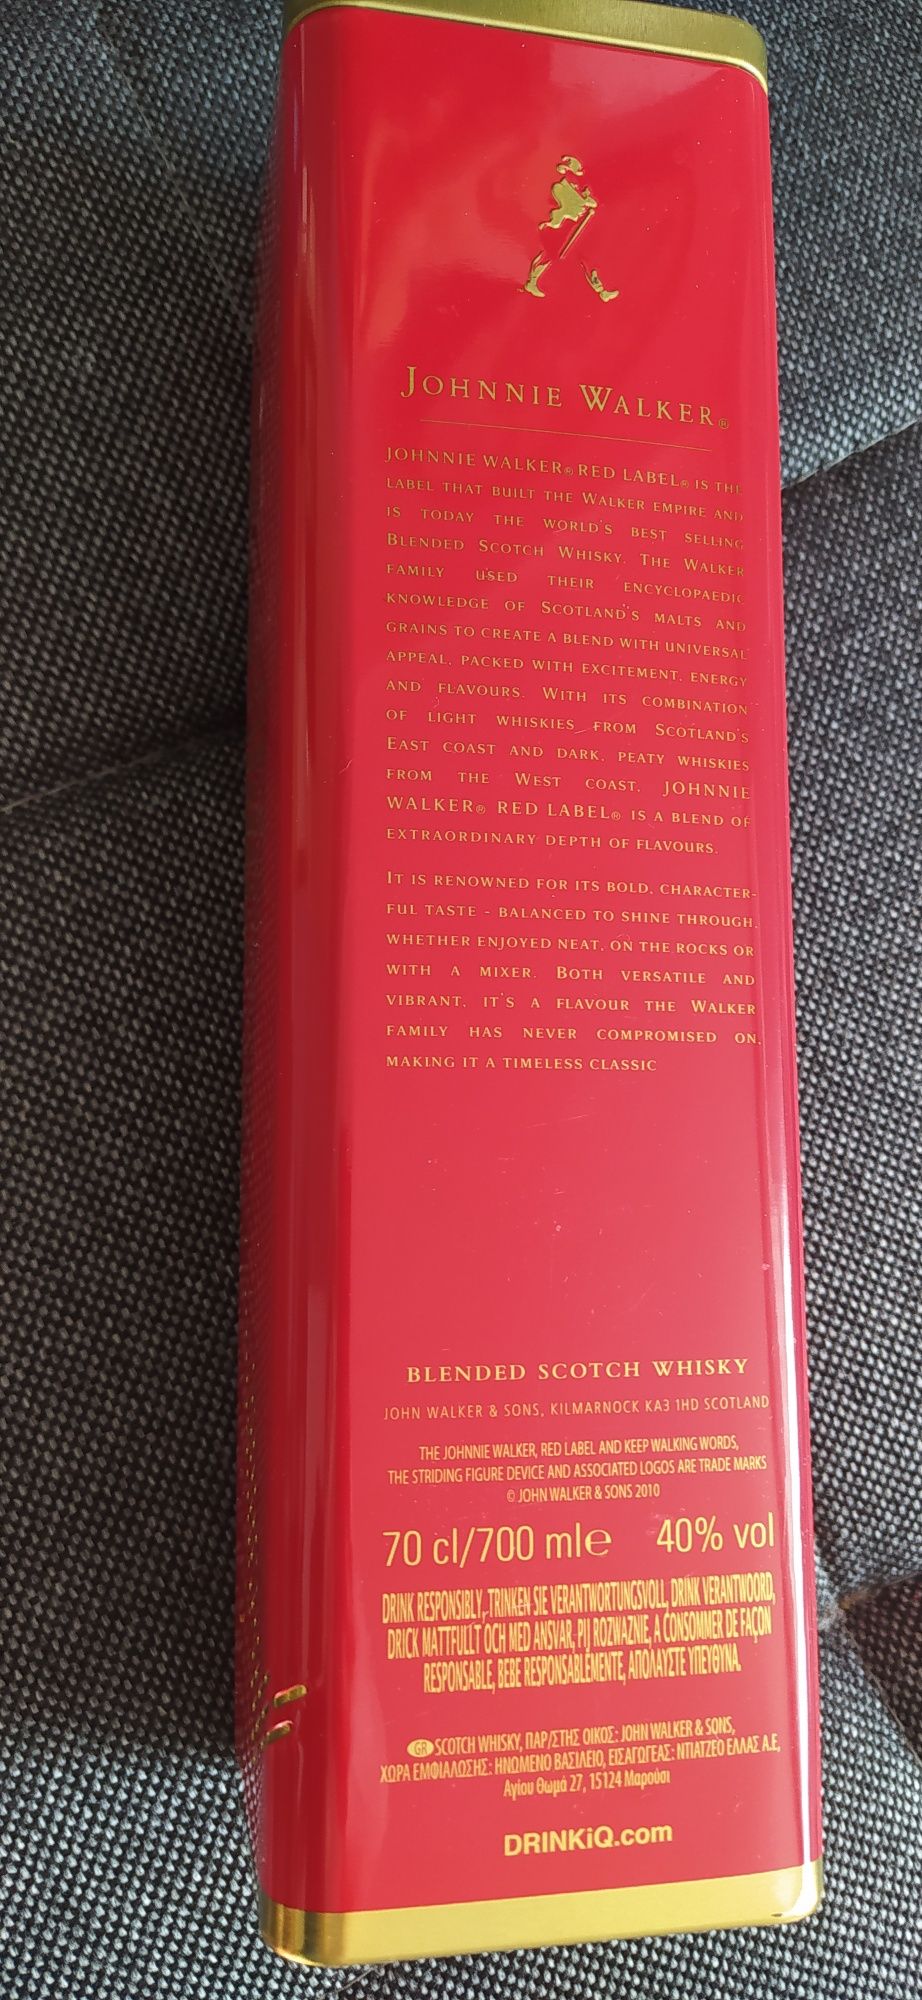 JOHNNIE WALKER®
JOHNNIE WALKER® RED LABEL® IS THE
LABEL THAT BUILT THE WALKER EMPIRE AND
IS TODAY THE WORLD'S BEST SELLING
BLENDED SCOTCH WHISKY. THE WALKER
FAMILY USED THEIR ENCYCLOPAEDIC
KNOWLEDGE OF SCOTLAND'S MALTS AND
GRAINS TO CREATE A BLEND WITH UNIVERSAL
APPEAL, PACKED WITH EXCITEMENT, ENERGY
AND FLAVOURS. WITH ITS COMBINATION
OF LIGHT WHISKIES FROM SCOTLAND'S
EAST COAST AND DARK, PEATY WHISKIES
FROM THE WEST COAST, JOHNNIE
WALKER® RED LABEL® IS A BLEND OF
EXTRAORDINARY DEPTH OF FLAVOURS.
IT IS RENOWNED FOR ITS BOLD, CHARACTER-
FUL TASTE - BALANCED TO SHINE THROUGH,
WHETHER ENJOYED NEAT, ON THE ROCKS OR
WITH A MIXER. BOTH VERSATILE AND
VIBRANT, IT'S A FLAVOUR THE WALKER
FAMILY HAS NEVER COMPROMISED ON,
MAKING IT A TIMELESS CLASSIC
BLENDED SCOTCH WHISKY
JOHN WALKER & SONS, KILMARNOCK KA3 1HD SCOTLAND
THE JOHNNIE WALKER, RED LABEL AND KEEP WALKING WORDS,
THE STRIDING FIGURE DEVICE AND ASSOCIATED LOGOS ARE TRADE MARKS
© JOHN WALKER & SONS 2010
70 cl/700 ml℮ 40% vol
DRINK RESPONSIBLY, TRINKEN SIE VERANTWORTUNGSVOLL, DRINK VERANTWOORD,
DRICK MATTFULLT OCH MED ANSVAR, PIJ ROZWAZNIE, A CONSOMMER DE FAÇON
RESPONSABLE, BEBE RESPONSABLEMENTE, ΑΠΟΛΑΥΣΤΕ ΥΠΕΥΘΥΝΑ.
GR SCOTCH WHISKY, ΠΑΡ/ΣΤΗΣ ΟΙΚΟΣ: JOHN WALKER & SONS,
ΧΩΡΑ ΕΜΦΙΑΛΩΣΗΣ: ΗΝΩΜΕΝΟ ΒΑΣΙΛΕΙΟ, ΕΙΣΑΓΩΓΕΑΣ: ΝΤΙΑΤΖΕΟ ΕΛΛΑΣ Α.Ε,
Αγίου Θωμά 27, 15124 Μαρούσι
DRINKiQ.com